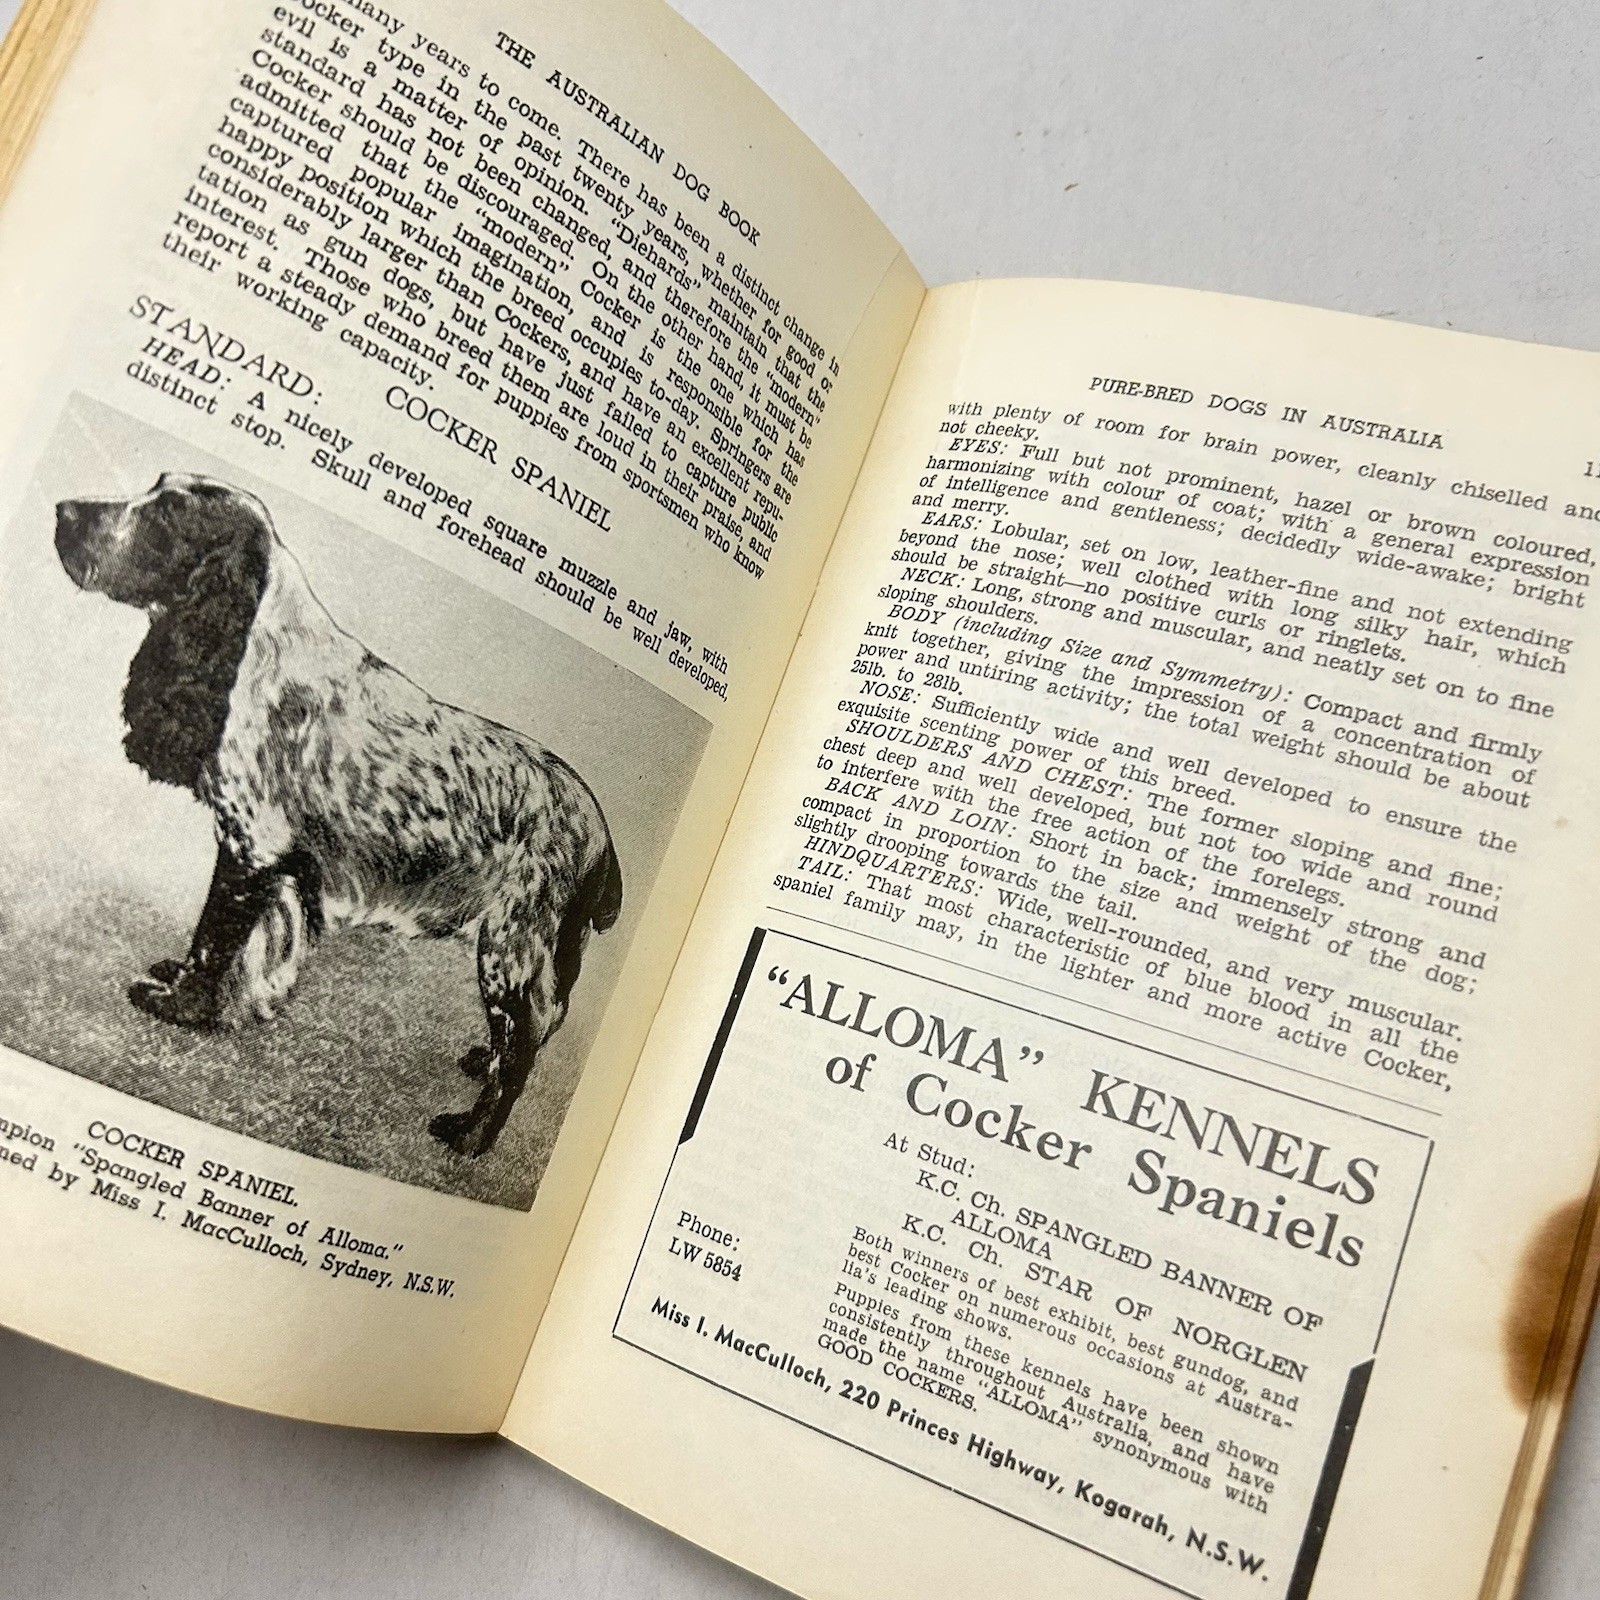 THE AUSTRALIAN DOG BOOK
many years to come. There has been a distinct change in
Cocker type in the past twenty years, whether for good or
evil is a matter of opinion. "Diehards" maintain that the
standard has not been changed, and therefore the "modern"
Cocker should be discouraged. On the other hand, it must be
admitted that the "modern" Cocker is the one which has
captured popular imagination, and is responsible for the
happy position which the breed occupies to-day. Springers are
considerably larger than Cockers, and have an excellent repu-
tation as gun dogs, but have just failed to capture public
interest. Those who breed them are loud in their praise, and
report a steady demand for puppies from sportsmen who know
their working capacity.
STANDARD: COCKER SPANIEL
HEAD: A nicely developed square muzzle and jaw, with
distinct stop. Skull and forehead should be well developed,
COCKER SPANIEL.
"Spangled Banner of Alloma."
by Miss I. MacCulloch, Sydney, N.S.W.
PURE-BRED DOGS IN AUSTRALIA
with plenty of room for brain power, cleanly chiselled and
not cheeky.
EYES: Full but not prominent, hazel or brown coloured,
harmonizing with colour of coat; with a general expression
of intelligence and gentleness; decidedly wide-awake; bright
and merry.
EARS: Lobular, set on low, leather-fine and not extending
beyond the nose; well clothed with long silky hair, which
should be straight—no positive curls or ringlets.
NECK: Long, strong and muscular, and neatly set on to fine
sloping shoulders.
BODY (including Size and Symmetry): Compact and firmly
knit together, giving the impression of a concentration of
power and untiring activity; the total weight should be about
25lb. to 28lb.
NOSE: Sufficiently wide and well developed to ensure the
exquisite scenting power of this breed.
SHOULDERS AND CHEST: The former sloping and fine;
chest deep and well developed, but not too wide and round
to interfere with the free action of the forelegs.
BACK AND LOIN: Short in back; immensely strong and
compact in proportion to the size and weight of the dog;
slightly drooping towards the tail.
HINDQUARTERS: Wide, well-rounded, and very muscular.
TAIL: That most characteristic of blue blood in all the
spaniel family may, in the lighter and more active Cocker,
"ALLOMA" KENNELS
of Cocker Spaniels
At Stud:
K.C. Ch. SPANGLED BANNER OF
ALLOMA
K.C. Ch. STAR OF NORGLEN
Both winners of best exhibit, best gundog, and
best Cocker on numerous occasions at Austra-
lia's leading shows.
Puppies from these kennels have been shown
consistently throughout Australia, and have
made the name "ALLOMA" synonymous with
GOOD COCKERS.
Phone:
LW 5854
Miss I. MacCulloch, 220 Princes Highway, Kogarah, N.S.W.